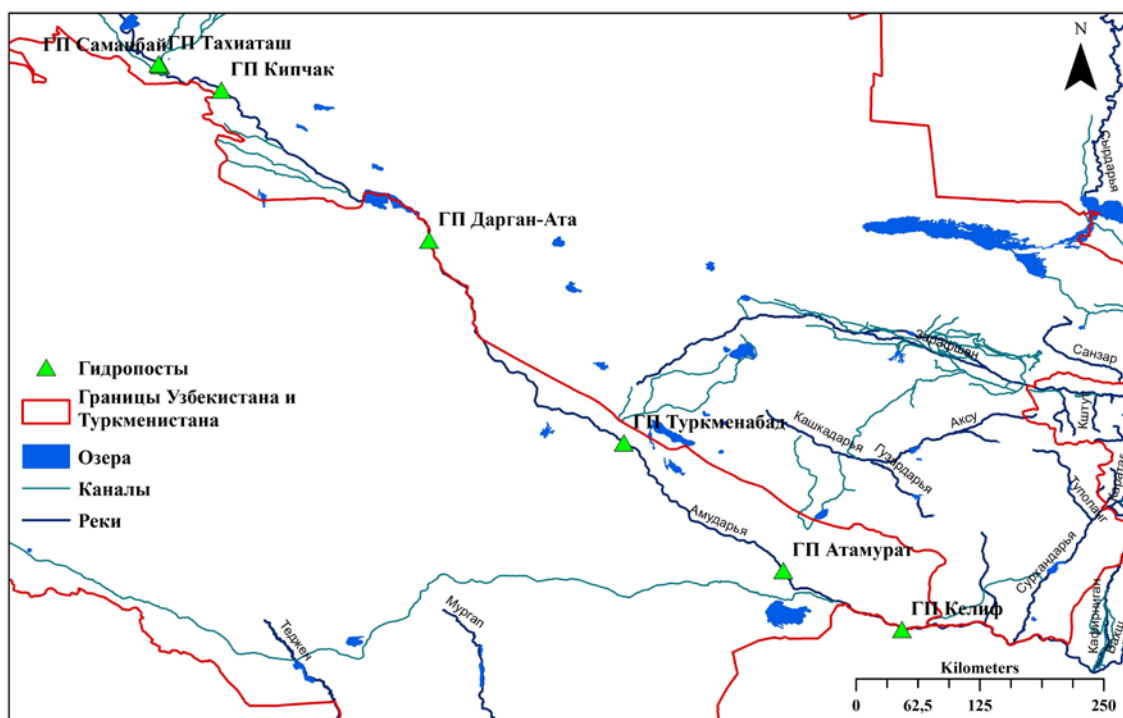 N
ГП Саманбай
ГП Тахиаташ
ГП Кипчак
Сырдарья
ГП Дарган-Ата
Зарафшан
Санзар
Гидропосты
Границы Узбекистана и
Туркменистана
Озера
Каналы
Реки
ГП Туркменабад
Кашкадарья
Гузардарья
Аксу
Кштут
Каратаг
Туполанг
Амударья
ГП Атамурат
Сурхандарья
ГП Келиф
Кафирниган
Вахш
Мургап
Теджен
Kilometers
0 62,5 125 250